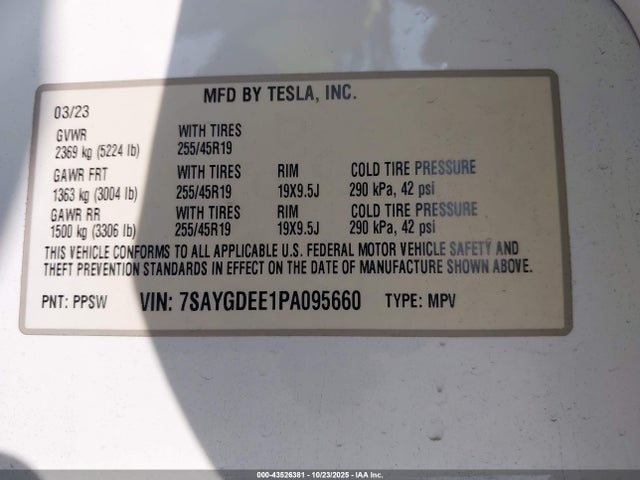 MFD BY TESLA, INC.
03/23
GVWR WITH TIRES
2369 kg (5224 lb) 255/45R19
GAWR FRT WITH TIRES RIM COLD TIRE PRESSURE
1363 kg (3004 lb) 255/45R19 19X9.5J 290 kPa, 42 psi
GAWR RR WITH TIRES RIM COLD TIRE PRESSURE
1500 kg (3306 lb) 255/45R19 19X9.5J 290 kPa, 42 psi
THIS VEHICLE CONFORMS TO ALL APPLICABLE U.S. FEDERAL MOTOR VEHICLE SAFETY AND
THEFT PREVENTION STANDARDS IN EFFECT ON THE DATE OF MANUFACTURE SHOWN ABOVE.
PNT: PPSW VIN: 7SAYGDEE1PA095660 TYPE: MPV
000-43526381 - 10/23/2025 - IAA Inc.